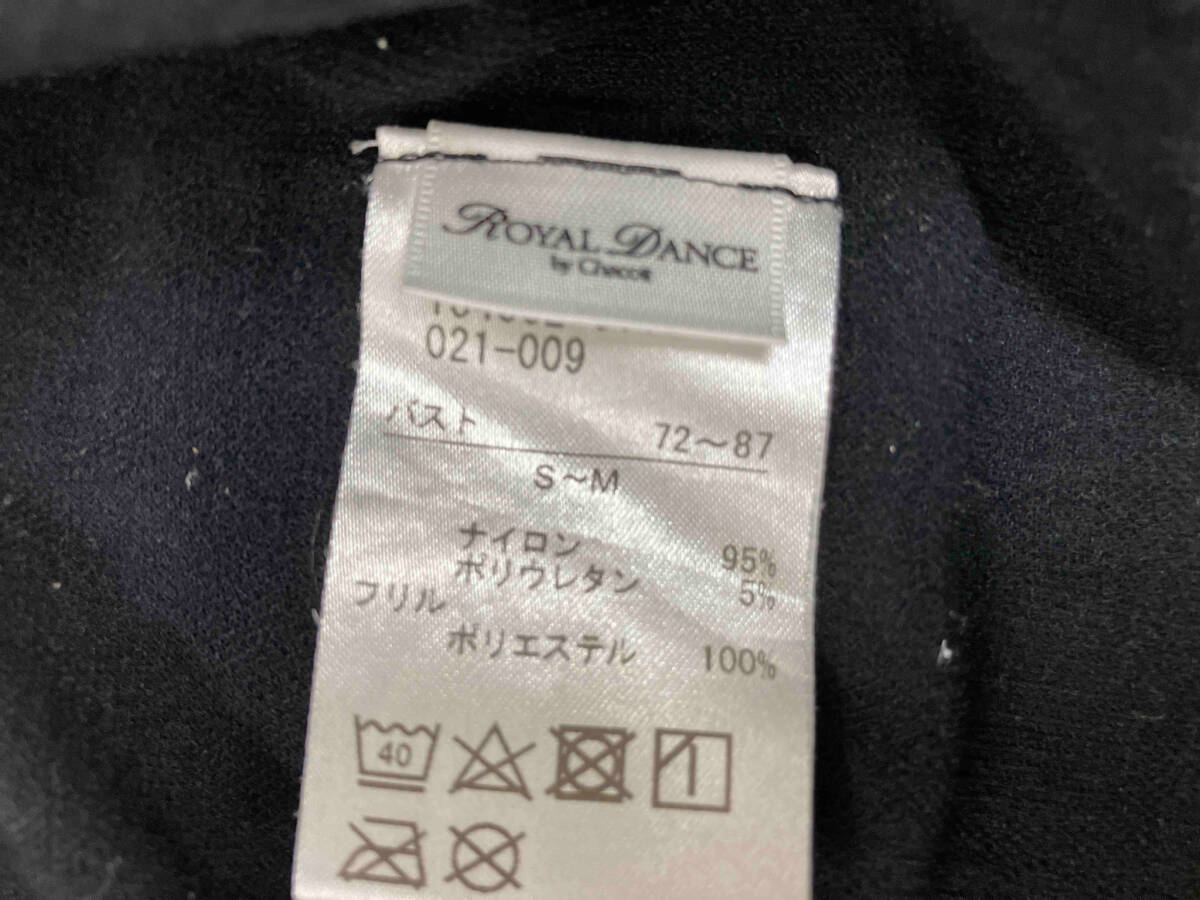 ROYAL DANCE
by Chacott
021-009
バスト 72〜87
S〜M
ナイロン 95%
ポリウレタン 5%
フリル
ポリエステル 100%
40